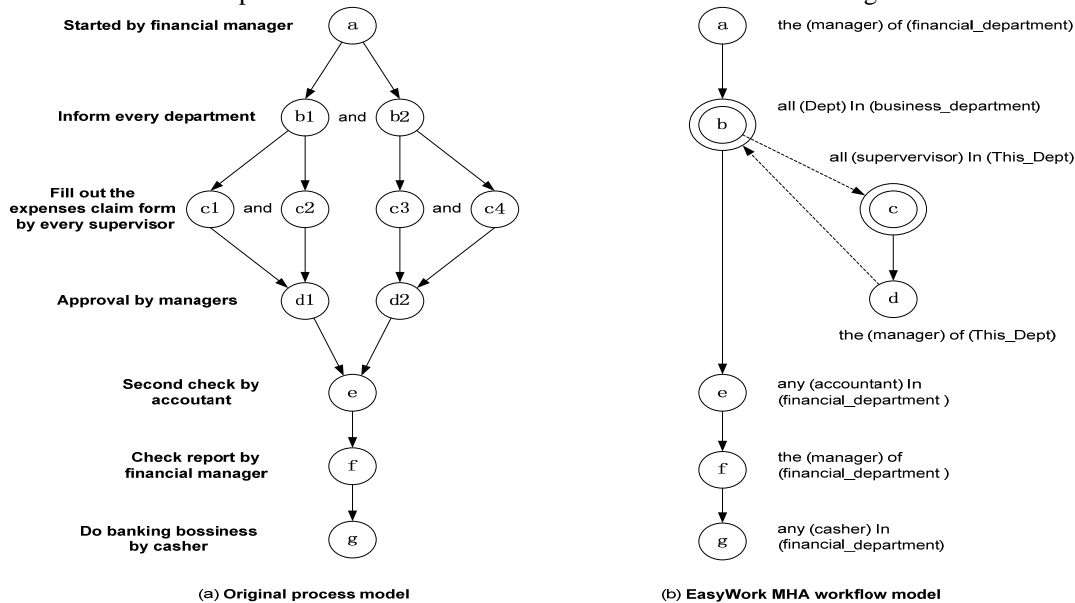 Started by financial manager
a
Inform every department
b1 and b2
Fill out the
expenses claim form
by every supervisor
c1 and c2
c3 and c4
Approval by managers
d1
d2
Second check by
accoutant
e
Check report by
financial manager
f
Do banking bossiness
by casher
g
(a) Original process model
a
the (manager) of (financial_department)
b
all (Dept) In (business_department)
all (supervervisor) In (This_Dept)
c
d
the (manager) of (This_Dept)
e
any (accountant) In
(financial_department )
f
the (manager) of
(financial_department )
g
any (casher) In
(financial_department)
(b) EasyWork MHA workflow model